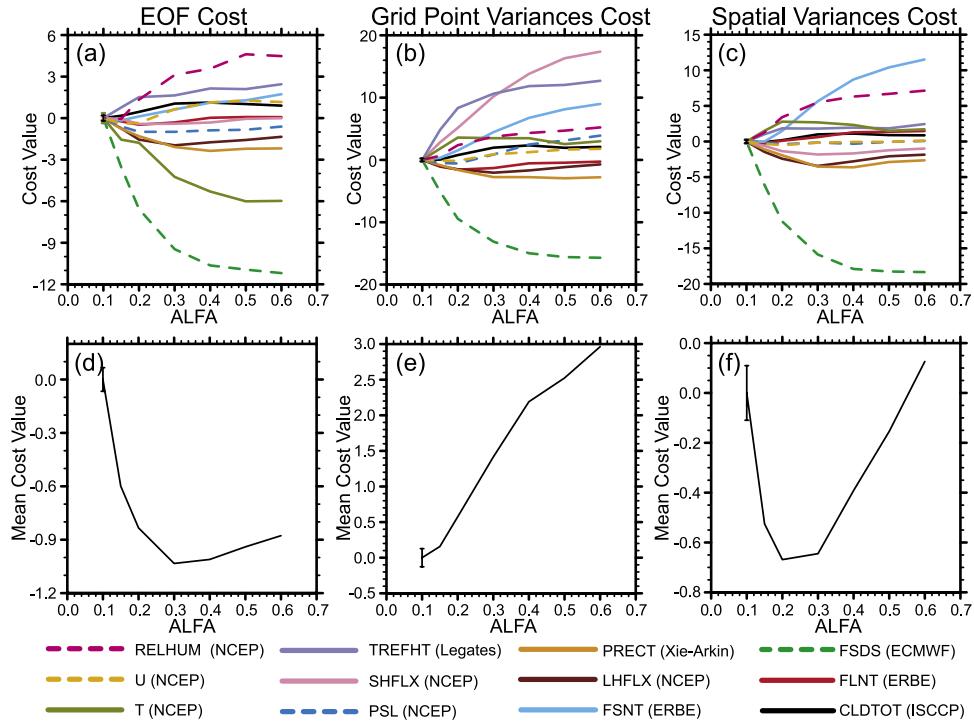 EOF Cost
Grid Point Variances Cost
Spatial Variances Cost
(a)
Cost Value
6
3
0
-3
-6
-9
-12
0.0 0.1 0.2 0.3 0.4 0.5 0.6 0.7
ALFA
(b)
Cost Value
20
10
0
-10
-20
0.0 0.1 0.2 0.3 0.4 0.5 0.6 0.7
ALFA
(c)
Cost Value
15
10
5
0
-5
-10
-15
-20
0.0 0.1 0.2 0.3 0.4 0.5 0.6 0.7
ALFA
(d)
Mean Cost Value
0.0
-0.3
-0.6
-0.9
-1.2
0.0 0.1 0.2 0.3 0.4 0.5 0.6 0.7
ALFA
(e)
Mean Cost Value
3.0
2.5
2.0
1.5
1.0
0.5
0.0
-0.5
0.0 0.1 0.2 0.3 0.4 0.5 0.6 0.7
ALFA
(f)
Mean Cost Value
0.0
0.0
-0.2
-0.4
-0.6
-0.8
0.0 0.1 0.2 0.3 0.4 0.5 0.6 0.7
ALFA
RELHUM (NCEP)
TREFHT (Legates)
PRECT (Xie-Arkin)
FSDS (ECMWF)
U (NCEP)
SHFLX (NCEP)
LHFLX (NCEP)
FLNT (ERBE)
T (NCEP)
PSL (NCEP)
FSNT (ERBE)
CLDTOT (ISCCP)